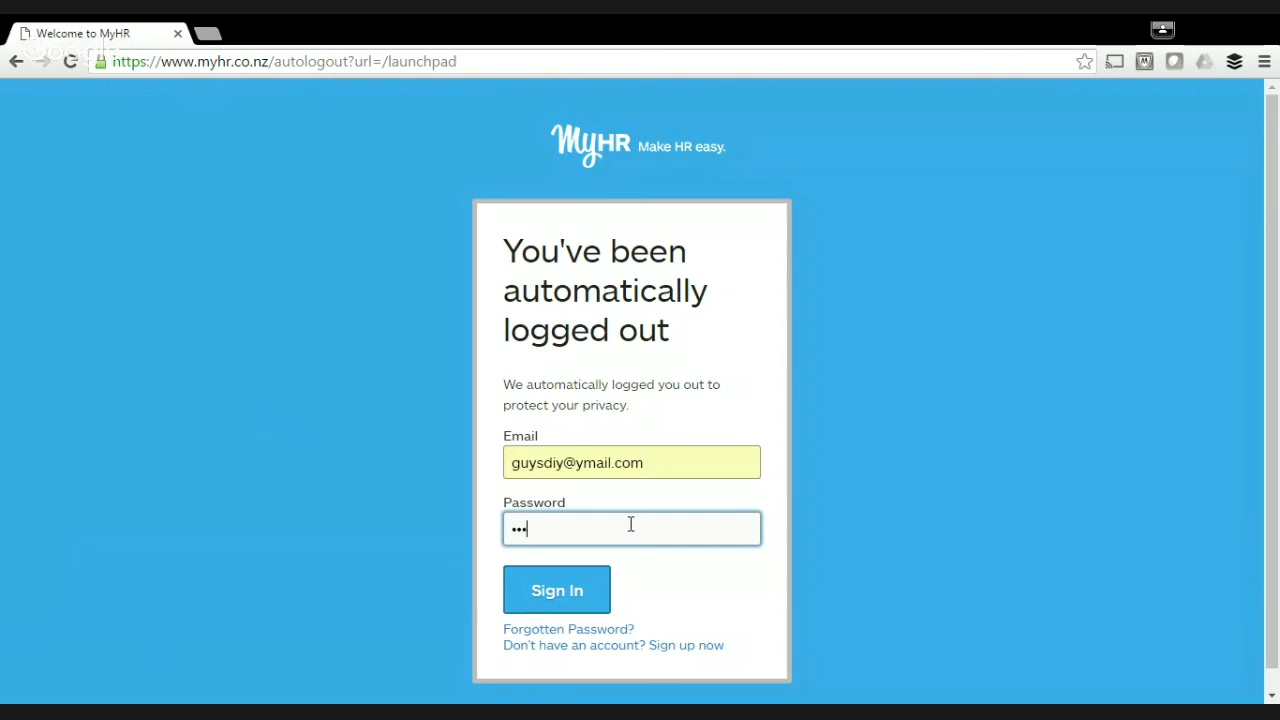 Welcome to MyHR
https://www.myhr.co.nz/autologout?url=/launchpad
MyHR Make HR easy.
You've been
automatically
logged out
We automatically logged you out to
protect your privacy.
Email
guysdiy@ymail.com
Password
•••
Sign In
Forgotten Password?
Don't have an account? Sign up now